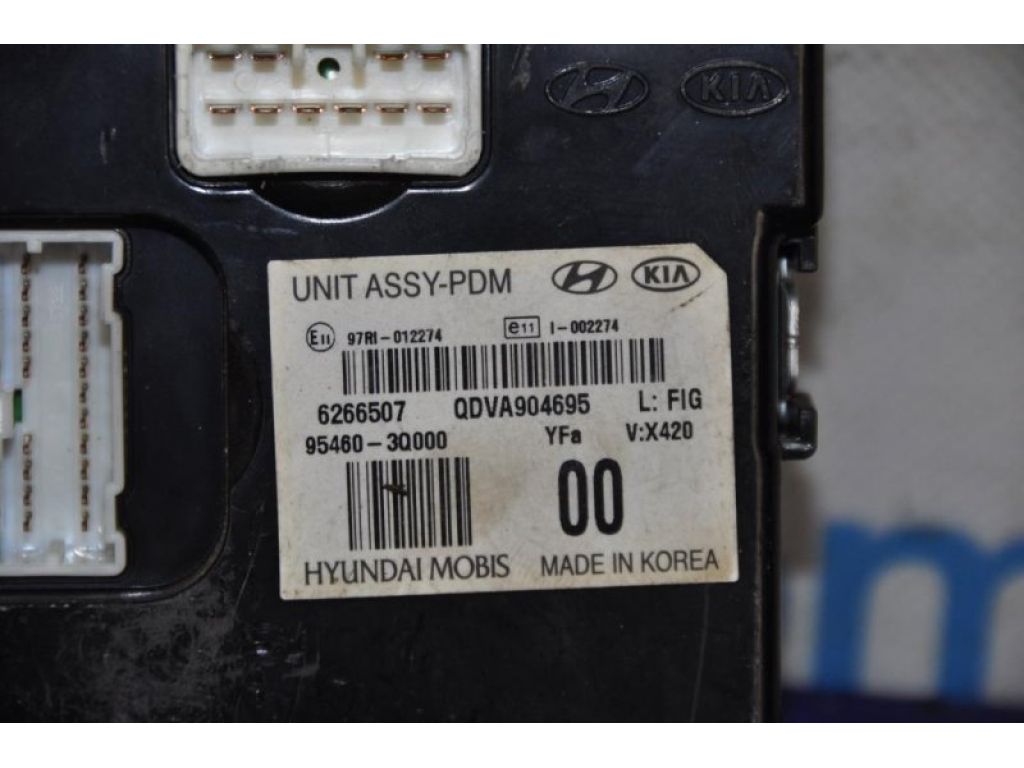 KIA
UNIT ASSY-PDM KIA
E11 97RI-012274 e11 I-002274
6266507 QDVA904695 L: FIG
95460-3Q000 YFa V:X420
00
HYUNDAI MOBIS MADE IN KOREA
m